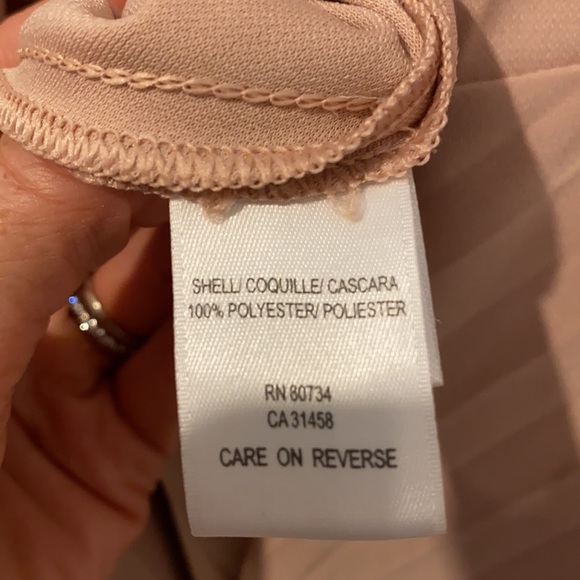 SHELL/ COQUILLE/ CASCARA
100% POLYESTER/ POLIESTER
RN 80734
CA 31458
CARE ON REVERSE